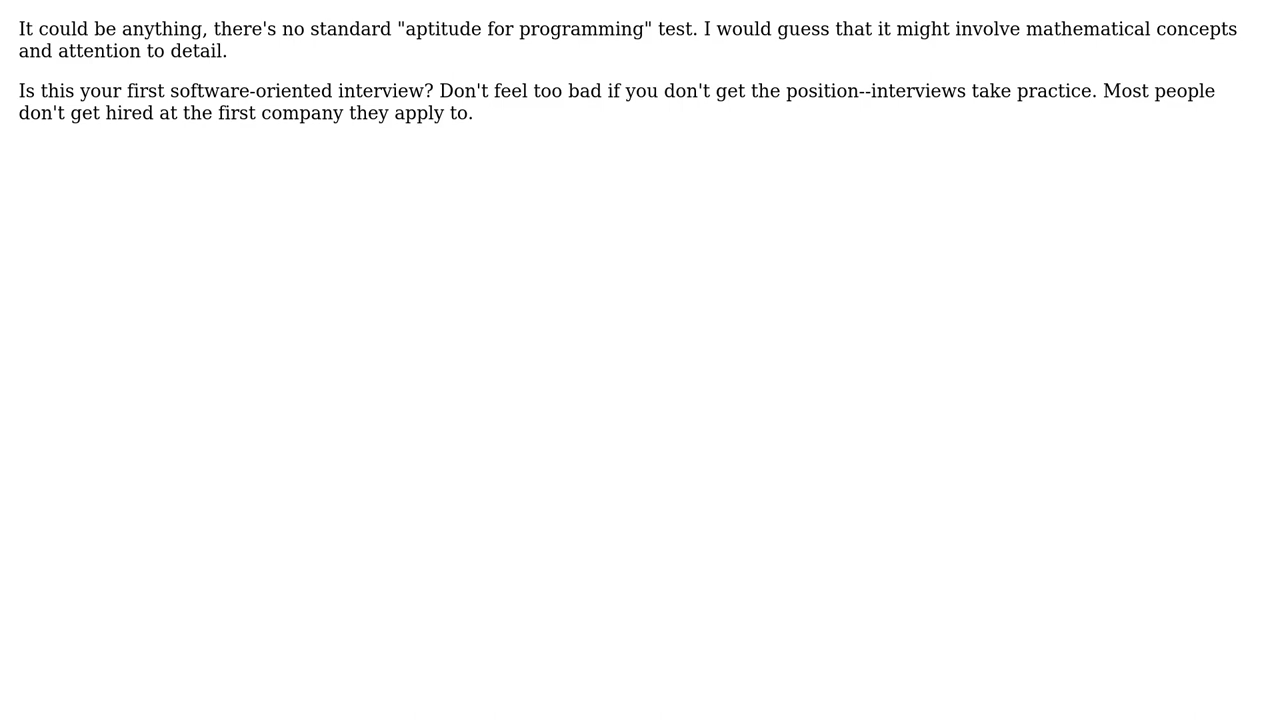 It could be anything, there's no standard "aptitude for programming" test. I would guess that it might involve mathematical concepts
and attention to detail.
Is this your first software-oriented interview? Don't feel too bad if you don't get the position--interviews take practice. Most people
don't get hired at the first company they apply to.